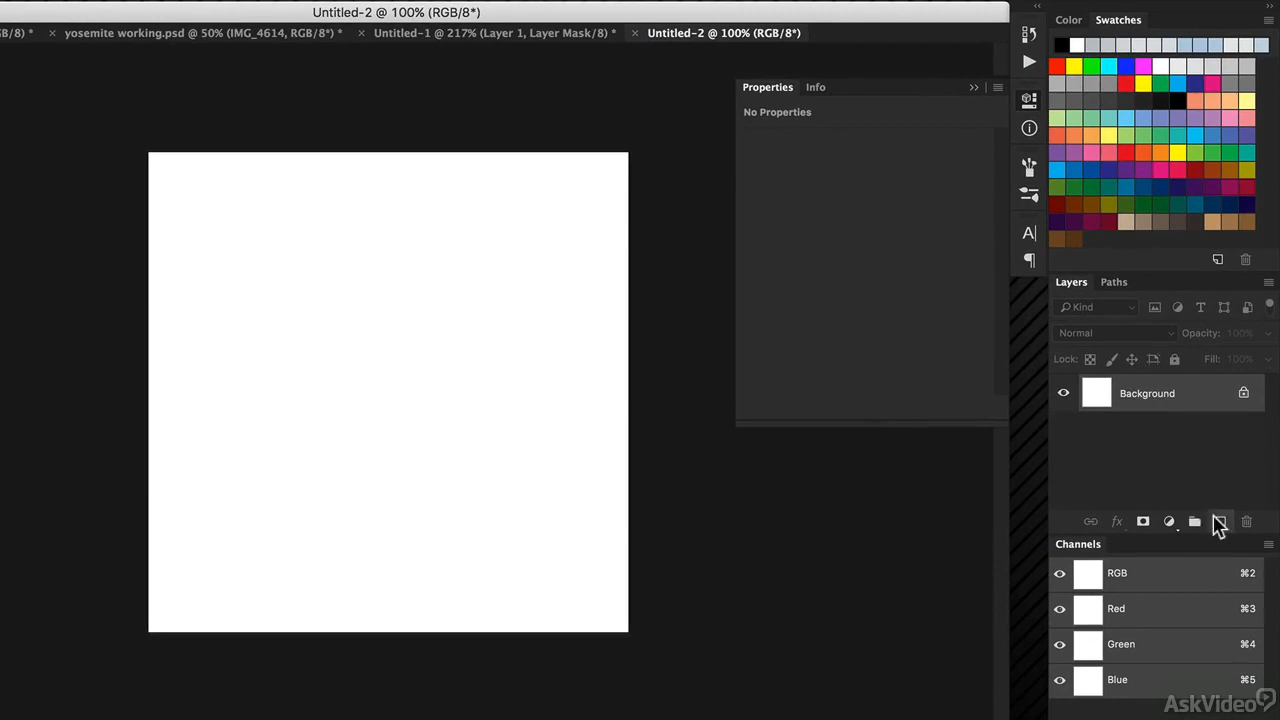 Untitled-2 @ 100% (RGB/8*)
GB/8) *
yosemite working.psd @ 50% (IMG_4614, RGB/8*) *
Untitled-1 @ 217% (Layer 1, Layer Mask/8) *
Untitled-2 @ 100% (RGB/8*)
Properties
Info
No Properties
Color
Swatches
Layers
Paths
Kind
Normal
Opacity: 100%
Lock:
Fill: 100%
Background
fx
Channels
RGB ⌘2
Red ⌘3
Green ⌘4
Blue ⌘5
AskVideo